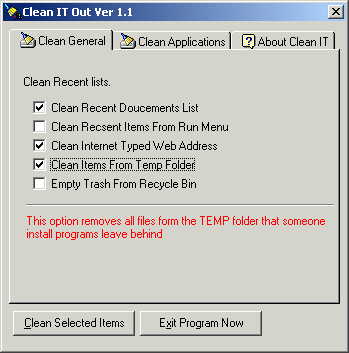 Clean IT Out Ver 1.1
Clean General
Clean Applications
About Clean IT
Clean Recent lists.
Clean Recent Doucements List
Clean Recsent Items From Run Menu
Clean Internet Typed Web Address
Clean Items From Temp Folder
Empty Trash From Recycle Bin
This option removes all files form the TEMP folder that someone
install programs leave behind
Clean Selected Items
Exit Program Now